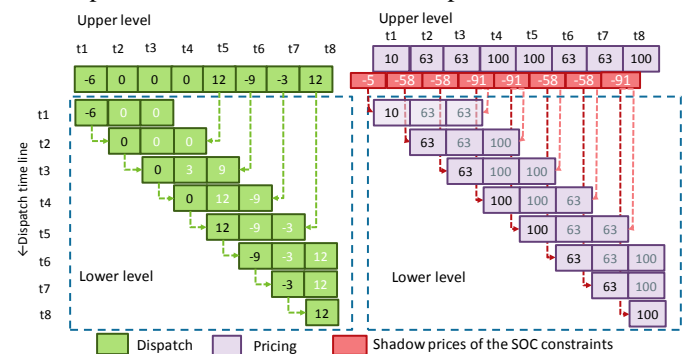 Upper level
t1 t2 t3 t4 t5 t6 t7 t8
-6 0 0 0 12 -9 -3 12
t1 -6 0 0
t2 0 0 0
t3 0 3 9
t4 0 12 -9
t5 12 -9 -3
t6 -9 -3 12
t7 -3 12
t8 12
←Dispatch time line
Lower level
Upper level
t1 t2 t3 t4 t5 t6 t7 t8
10 63 63 100 100 63 63 100
-5 -58 -58 -91 -91 -58 -58 -91
10 63 63
63 63 100
63 100 100
100 100 63
100 63 63
63 63 100
63 100
100
Lower level
Dispatch Pricing Shadow prices of the SOC constraints